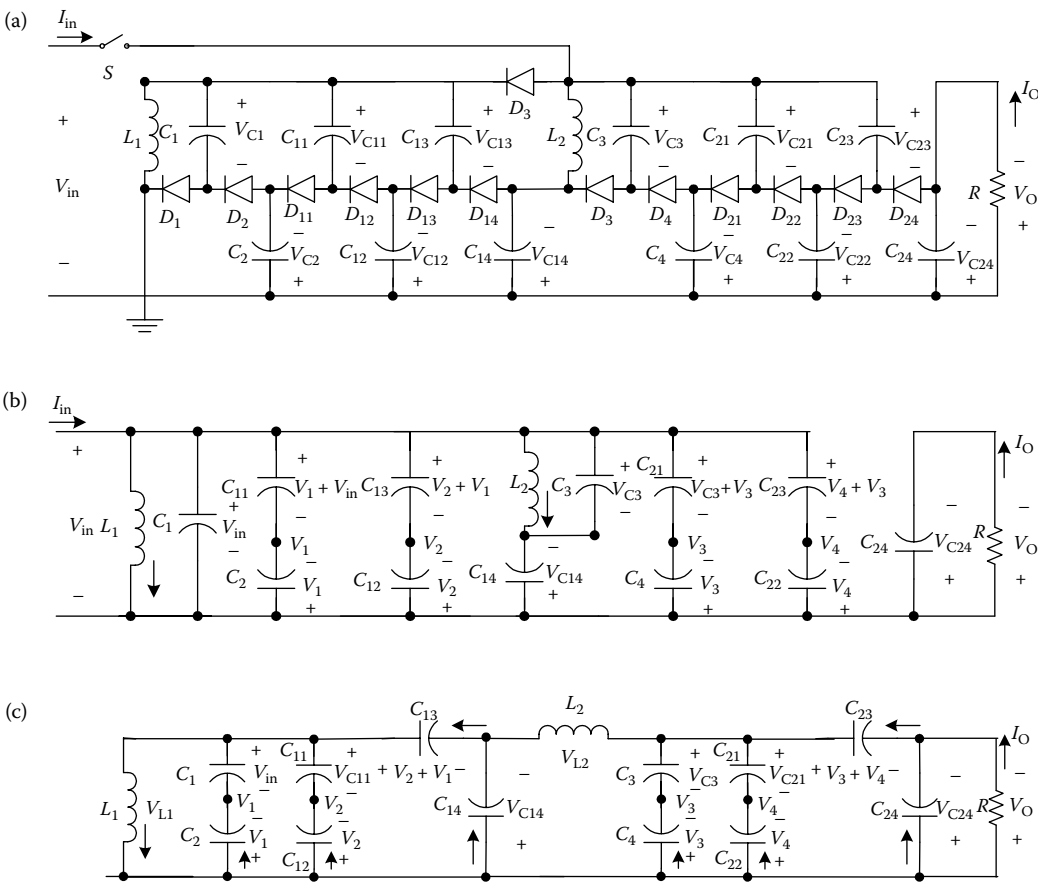 (a)
I_in
S
D_3
I_O
+
L_1 C_1 + V_C1 −
C_11 + V_C11 −
C_13 + V_C13 −
L_2 C_3 + V_C3 −
C_21 + V_C21 −
C_23 + V_C23 −
V_in
−
D_1 D_2 D_11 D_12 D_13 D_14 D_3 D_4 D_21 D_22 D_23 D_24
R − V_O +
C_2 − V_C2 +
C_12 − V_C12 +
C_14 − V_C14 +
C_4 − V_C4 +
C_22 − V_C22 +
C_24 − V_C24 +
(b)
I_in
I_O
+ V_in −
L_1
C_1 + V_in −
C_11 + V_1 + V_in −
C_13 + V_2 + V_1 −
L_2 C_3 + V_C3 −
C_21 + V_C3 + V_3 −
C_23 + V_4 + V_3 −
V_1 V_2 V_3 V_4
C_2 − V_1 +
C_12 − V_2 +
C_14 − V_C14 +
C_4 − V_3 +
C_22 − V_4 +
C_24 − V_C24 +
R − V_O +
(c)
C_13 L_2 C_23
I_O
L_1 V_L1
C_1 + V_in −
C_11 + V_C11 −
+ V_2 + V_1 −
V_L2
C_3 + V_C3 −
C_21 + V_C21 −
+ V_3 + V_4 −
V_1 V_2 V_3 V_4
C_2 − V_1 +
C_12 − V_2 +
C_14 − V_C14 +
C_4 − V_3 +
C_22 − V_4 +
C_24 − V_C24 +
R − V_O +